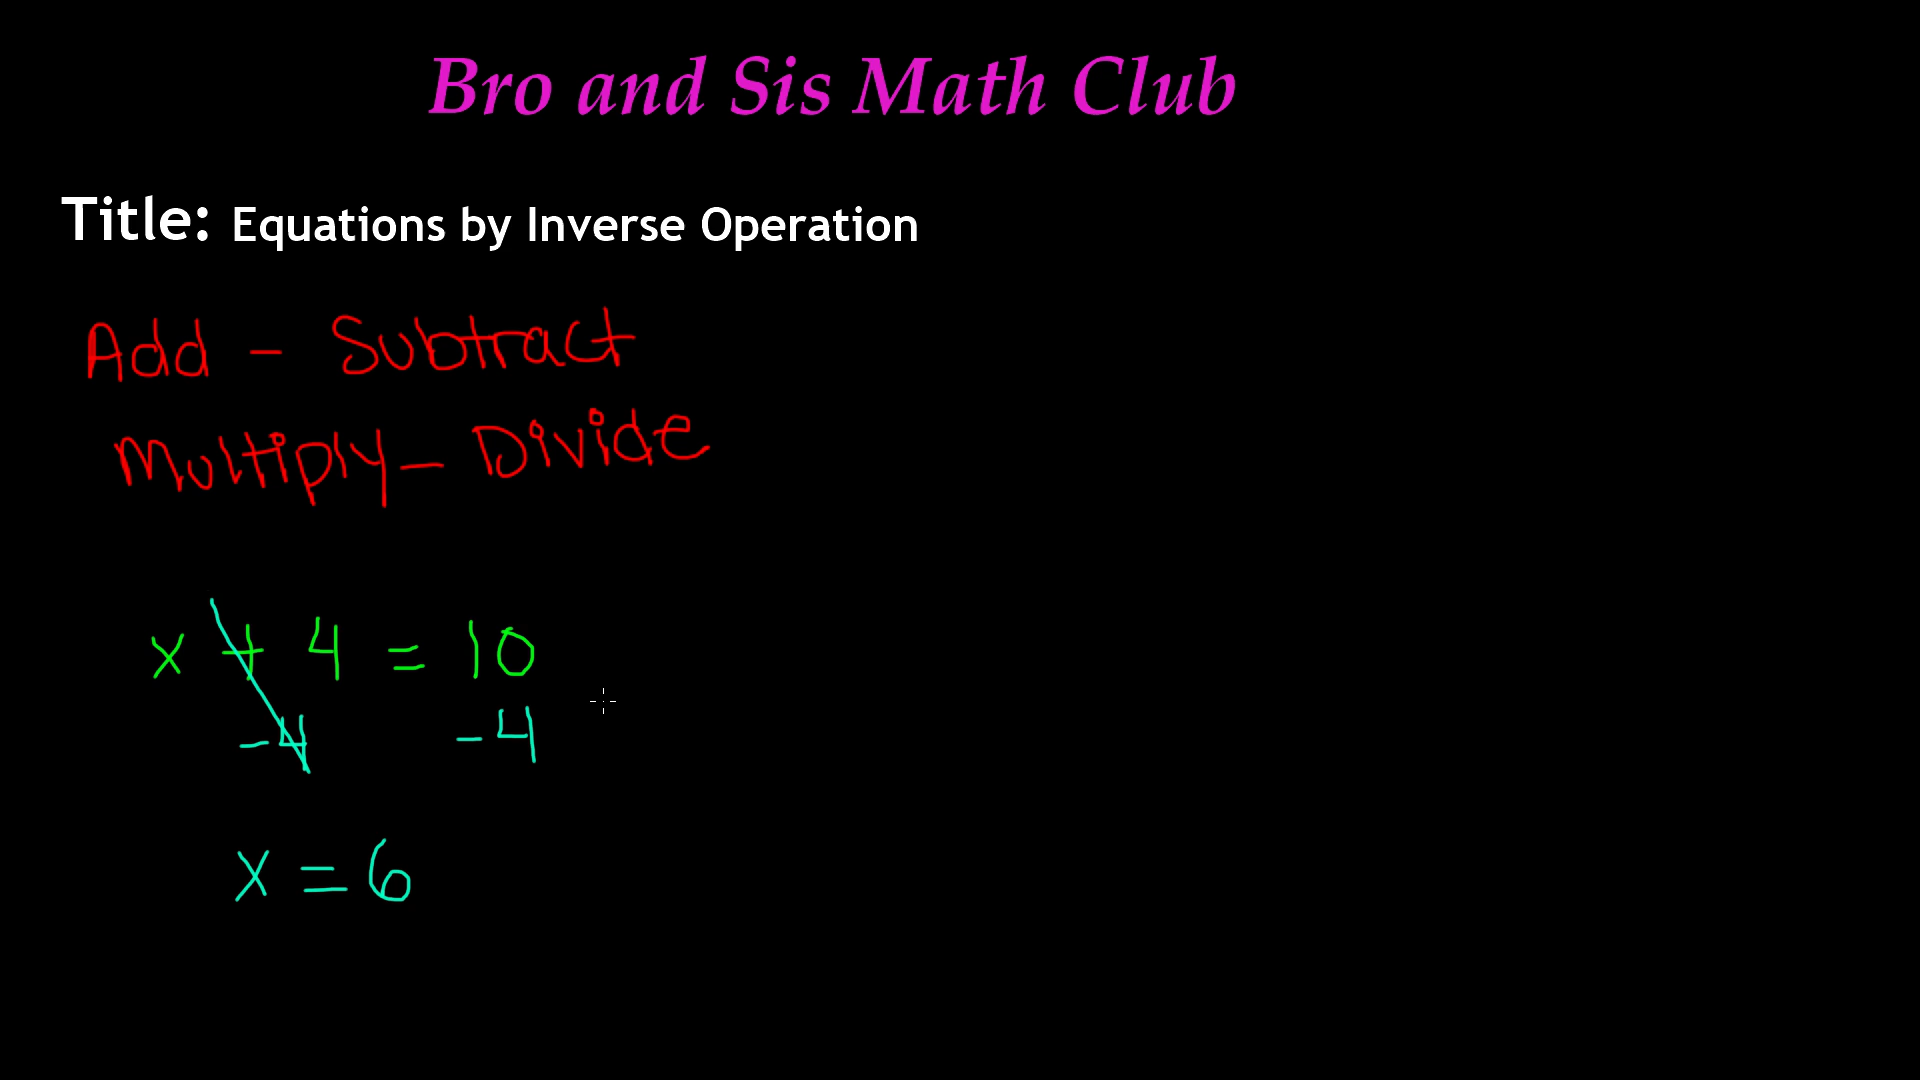 Bro and Sis Math Club
Title: Equations by Inverse Operation
Add - Subtract
Multiply - Divide
x + 4 = 10
-4 -4
x = 6